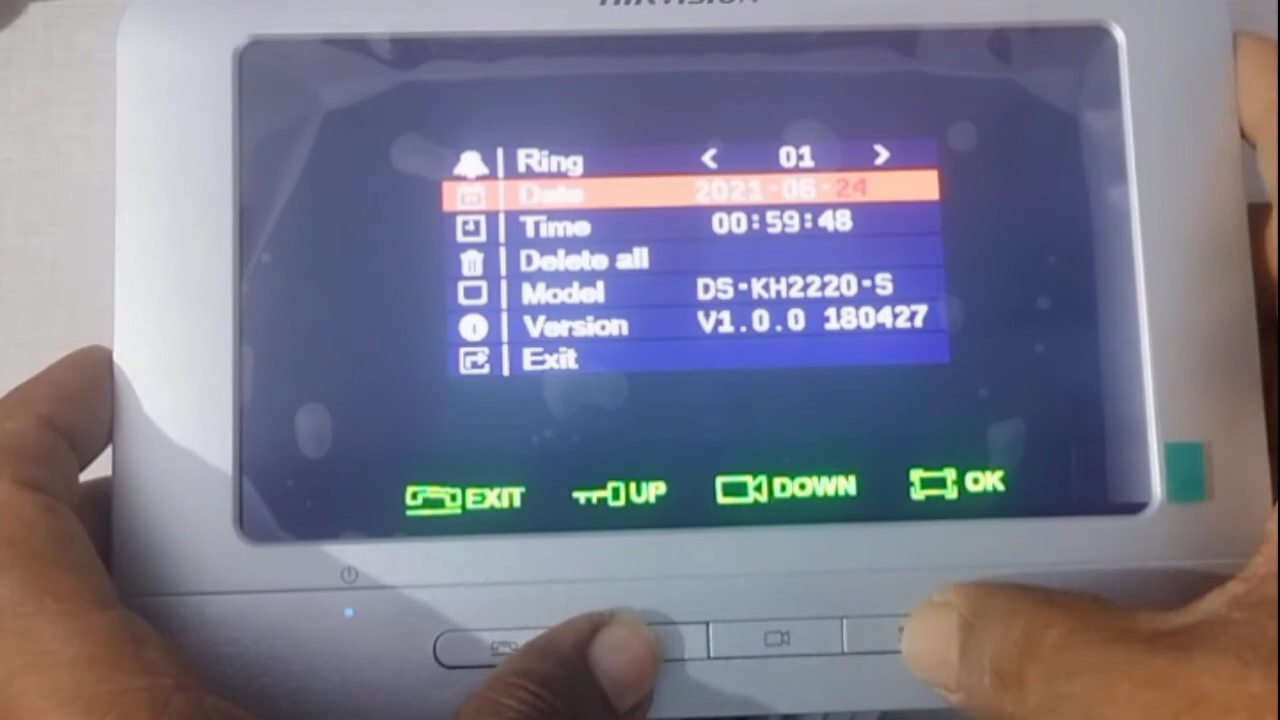 HIKVISION
Ring < 01 >
Date 2021-06-24
Time 00:59:48
Delete all
Model DS-KH2220-S
Version V1.0.0 180427
Exit
EXIT UP DOWN OK